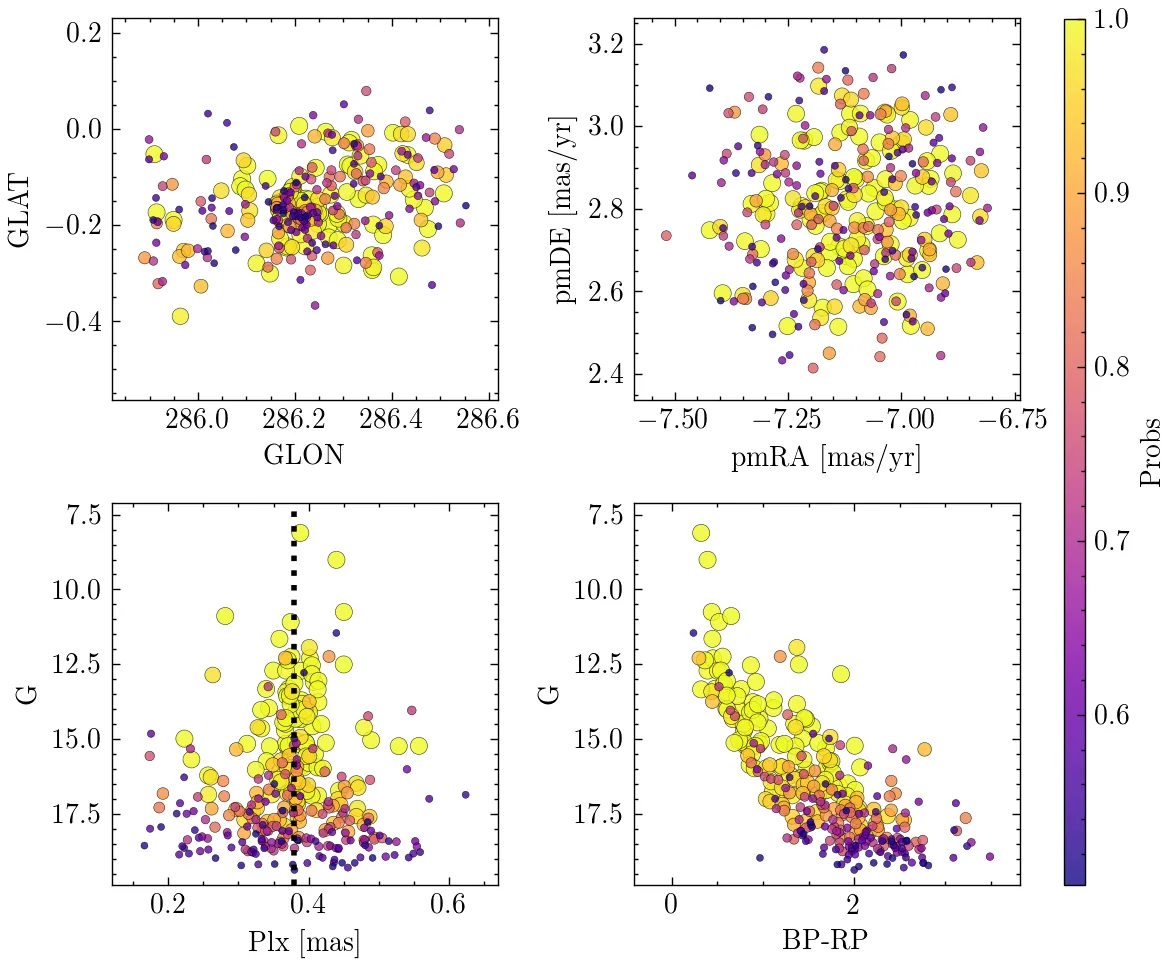 0.2
0.0
−0.2
−0.4
GLAT
286.0 286.2 286.4 286.6
GLON
3.2
3.0
2.8
2.6
2.4
pmDE [mas/yr]
−7.50 −7.25 −7.00 −6.75
pmRA [mas/yr]
1.0
0.9
0.8
0.7
0.6
Probs
7.5
10.0
12.5
15.0
17.5
G
0.2 0.4 0.6
Plx [mas]
7.5
10.0
12.5
15.0
17.5
G
0 2
BP-RP